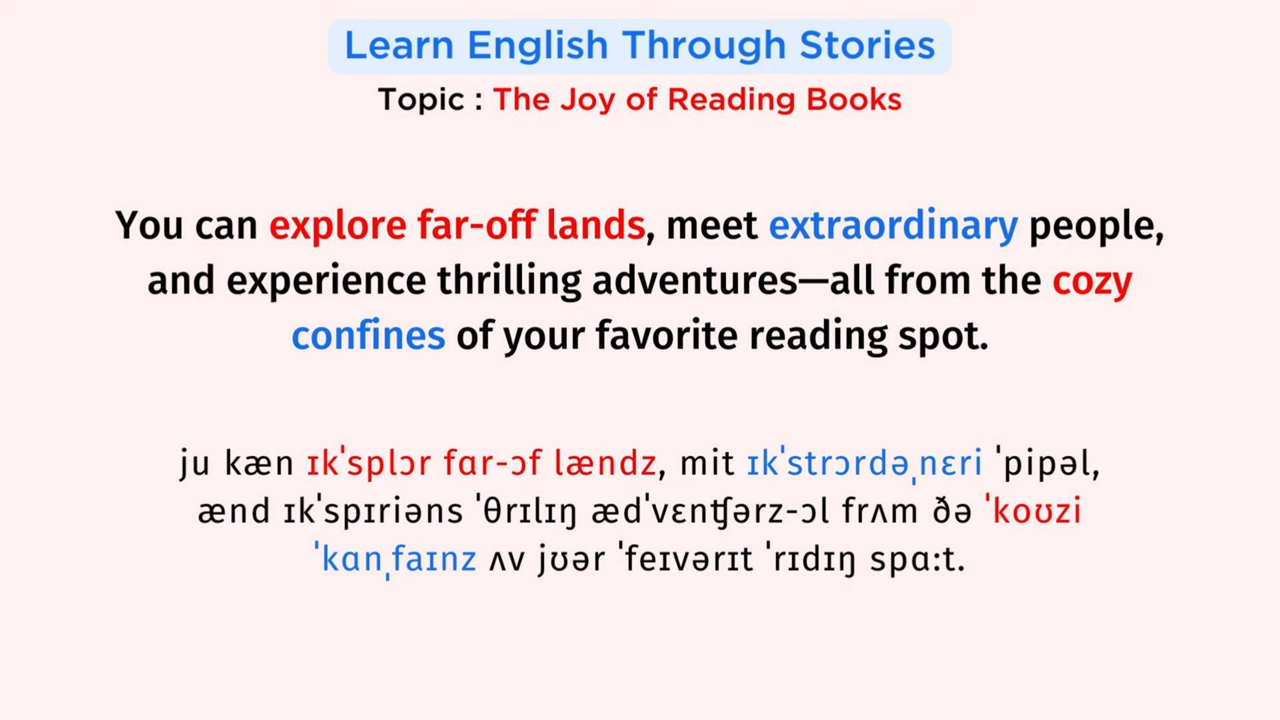 Learn English Through Stories
Topic : The Joy of Reading Books
You can explore far-off lands, meet extraordinary people,
and experience thrilling adventures—all from the cozy
confines of your favorite reading spot.
ju kæn ɪkˈsplɔr fɑr-ɔf lændz, mit ɪkˈstrɔrdəˌnɛri ˈpipəl,
ænd ɪkˈspɪriəns ˈθrɪlɪŋ ædˈvɛnʧərz-ɔl frʌm ðə ˈkoʊzi
ˈkɑnˌfaɪnz ʌv jʊər ˈfeɪvərɪt ˈrɪdɪŋ spɑ:t.